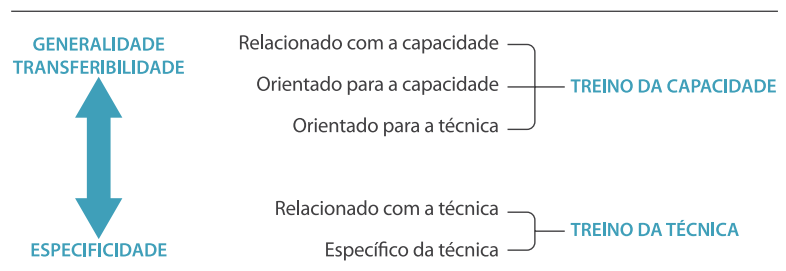 GENERALIDADE
TRANSFERIBILIDADE
Relacionado com a capacidade
Orientado para a capacidade
Orientado para a técnica
TREINO DA CAPACIDADE
Relacionado com a técnica
Específico da técnica
TREINO DA TÉCNICA
ESPECIFICIDADE